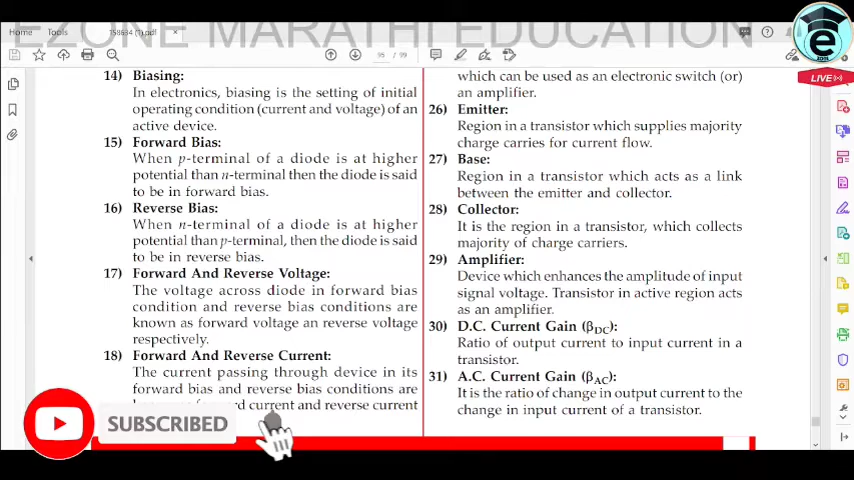 EZONE MARATHI EDUCATION
Home
Tools
158634 (1).pdf
95 / 99
e
LIVE
14) Biasing:
In electronics, biasing is the setting of initial
operating condition (current and voltage) of an
active device.
15) Forward Bias:
When p-terminal of a diode is at higher
potential than n-terminal then the diode is said
to be in forward bias.
16) Reverse Bias:
When n-terminal of a diode is at higher
potential than p-terminal, then the diode is said
to be in reverse bias.
17) Forward And Reverse Voltage:
The voltage across diode in forward bias
condition and reverse bias conditions are
known as forward voltage an reverse voltage
respectively.
18) Forward And Reverse Current:
The current passing through device in its
forward bias and reverse bias conditions are
current and reverse current
which can be used as an electronic switch (or)
an amplifier.
26) Emitter:
Region in a transistor which supplies majority
charge carries for current flow.
27) Base:
Region in a transistor which acts as a link
between the emitter and collector.
28) Collector:
It is the region in a transistor, which collects
majority of charge carriers.
29) Amplifier:
Device which enhances the amplitude of input
signal voltage. Transistor in active region acts
as an amplifier.
30) D.C. Current Gain (βDC):
Ratio of output current to input current in a
transistor.
31) A.C. Current Gain (βAC):
It is the ratio of change in output current to the
change in input current of a transistor.
SUBSCRIBED